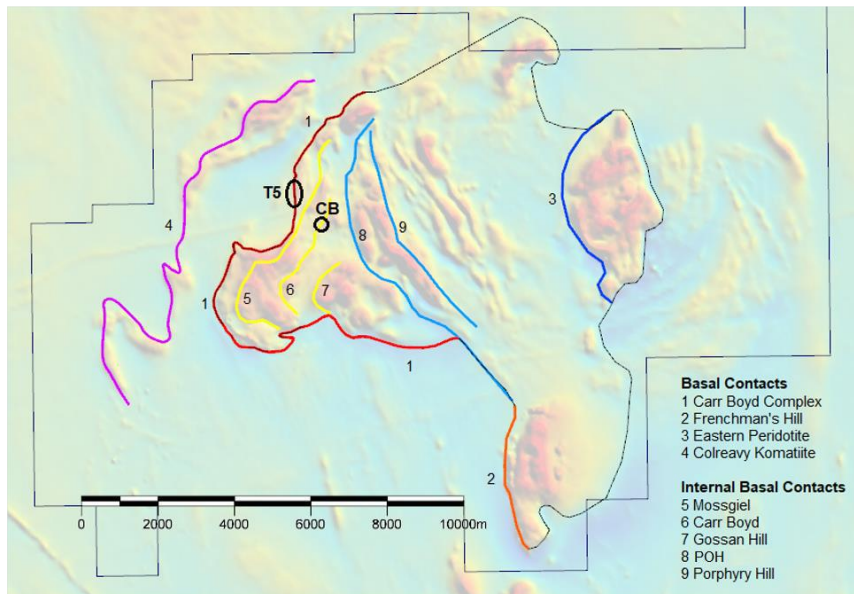 1
T5
CB
4
8
9
3
1
5
6
7
1
2
0
2000
4000
6000
8000
10000m
Basal Contacts
1 Carr Boyd Complex
2 Frenchman's Hill
3 Eastern Peridotite
4 Colreavy Komatiite
Internal Basal Contacts
5 Mossgiel
6 Carr Boyd
7 Gossan Hill
8 POH
9 Porphyry Hill